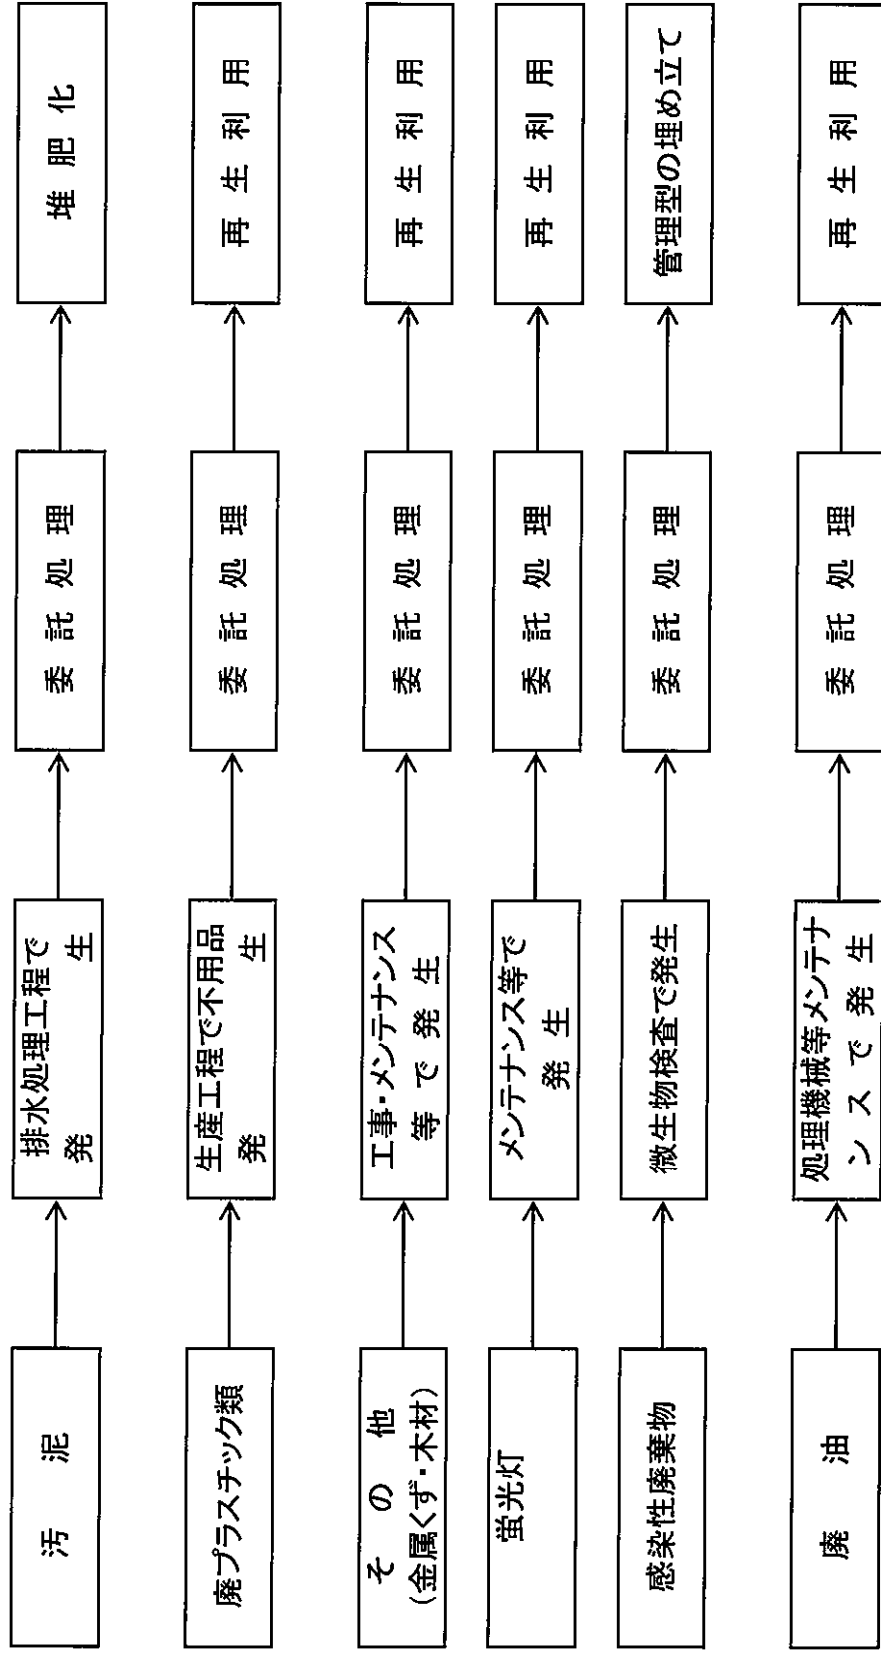 汚泥
排水処理工程で
発生
委託処理
堆肥化
廃プラスチック類
生産工程で不用品
発生
委託処理
再生利用
その他
(金属くず・木材)
工事・メンテナンス
等で発生
委託処理
再生利用
蛍光灯
メンテナンス等で
発生
委託処理
再生利用
感染性廃棄物
微生物検査で発生
委託処理
管理型の埋め立て
廃油
処理機械等メンテナ
ンスで発生
委託処理
再生利用